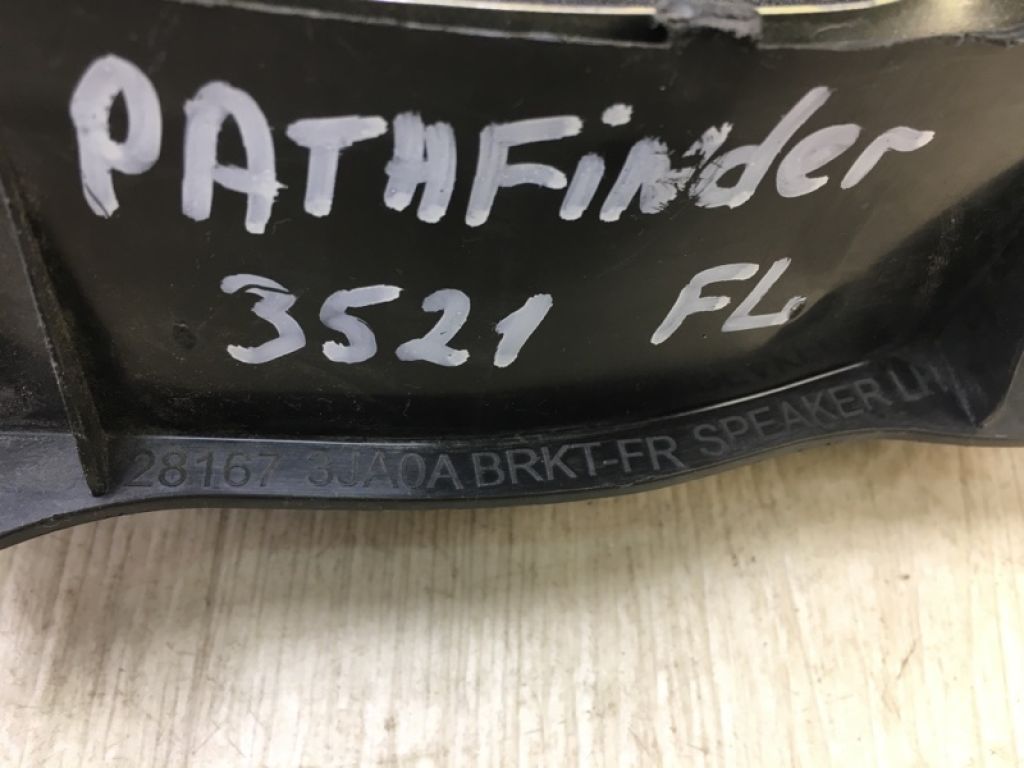 PATHFinder
3521 FL
28167 3JA0A BRKT-FR SPEAKER LH